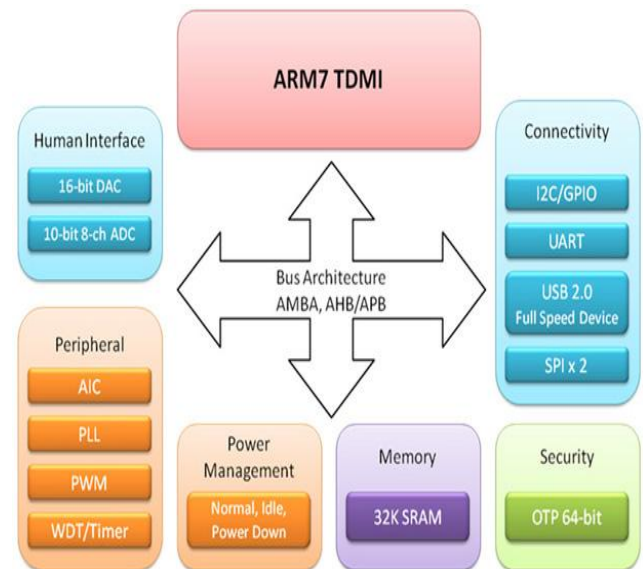 ARM7 TDMI
Human Interface
16-bit DAC
10-bit 8-ch ADC
Connectivity
I2C/GPIO
UART
USB 2.0
Full Speed Device
SPI x 2
Bus Architecture
AMBA, AHB/APB
Peripheral
AIC
PLL
PWM
WDT/Timer
Power
Management
Normal, Idle,
Power Down
Memory
32K SRAM
Security
OTP 64-bit